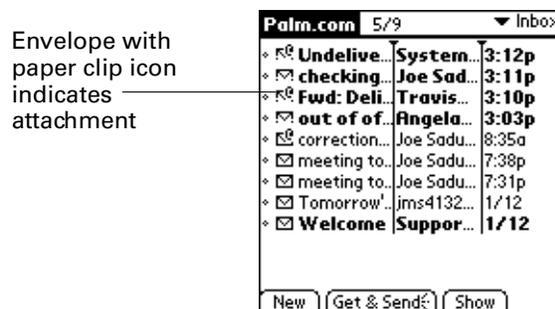 Envelope with
paper clip icon
indicates
attachment
Palm.com 5/9 Inbox
Undelive... System... 3:12p
checking... Joe Sad... 3:11p
Fwd: Deli... Travis... 3:10p
out of of... Angela... 3:03p
correction... Joe Sadu... 8:35a
meeting to.. Joe Sadu... 7:38p
meeting to.. Joe Sadu... 7:31p
Tomorrow'.. jms4132... 1/12
Welcome Suppor... 1/12
New Get & Send Show